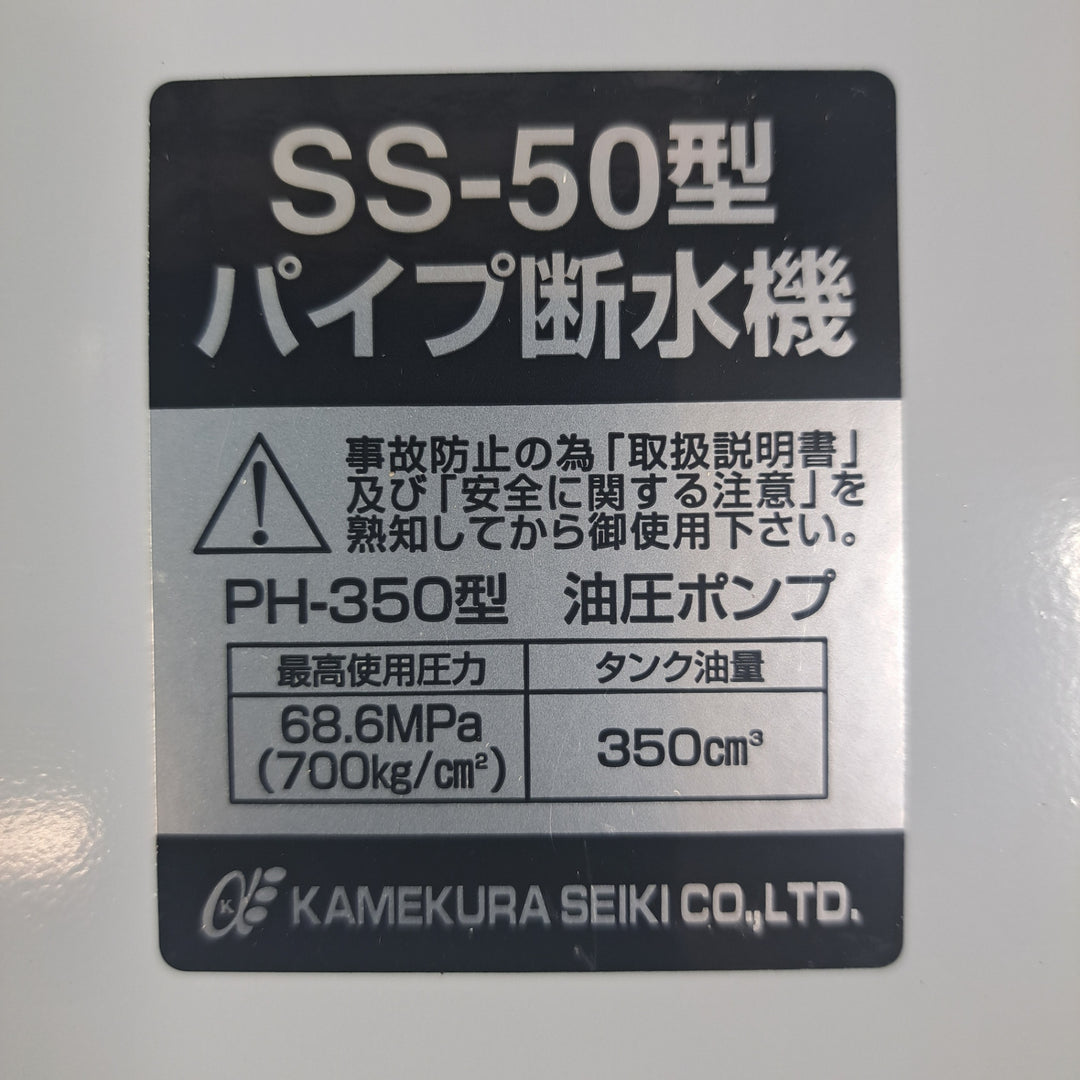 SS-50型
パイプ断水機
事故防止の為「取扱説明書」
及び「安全に関する注意」を
熟知してから御使用下さい。
PH-350型 油圧ポンプ
最高使用圧力 タンク油量
68.6MPa
(700kg/cm²) 350cm³
K KAMEKURA SEIKI CO.,LTD.